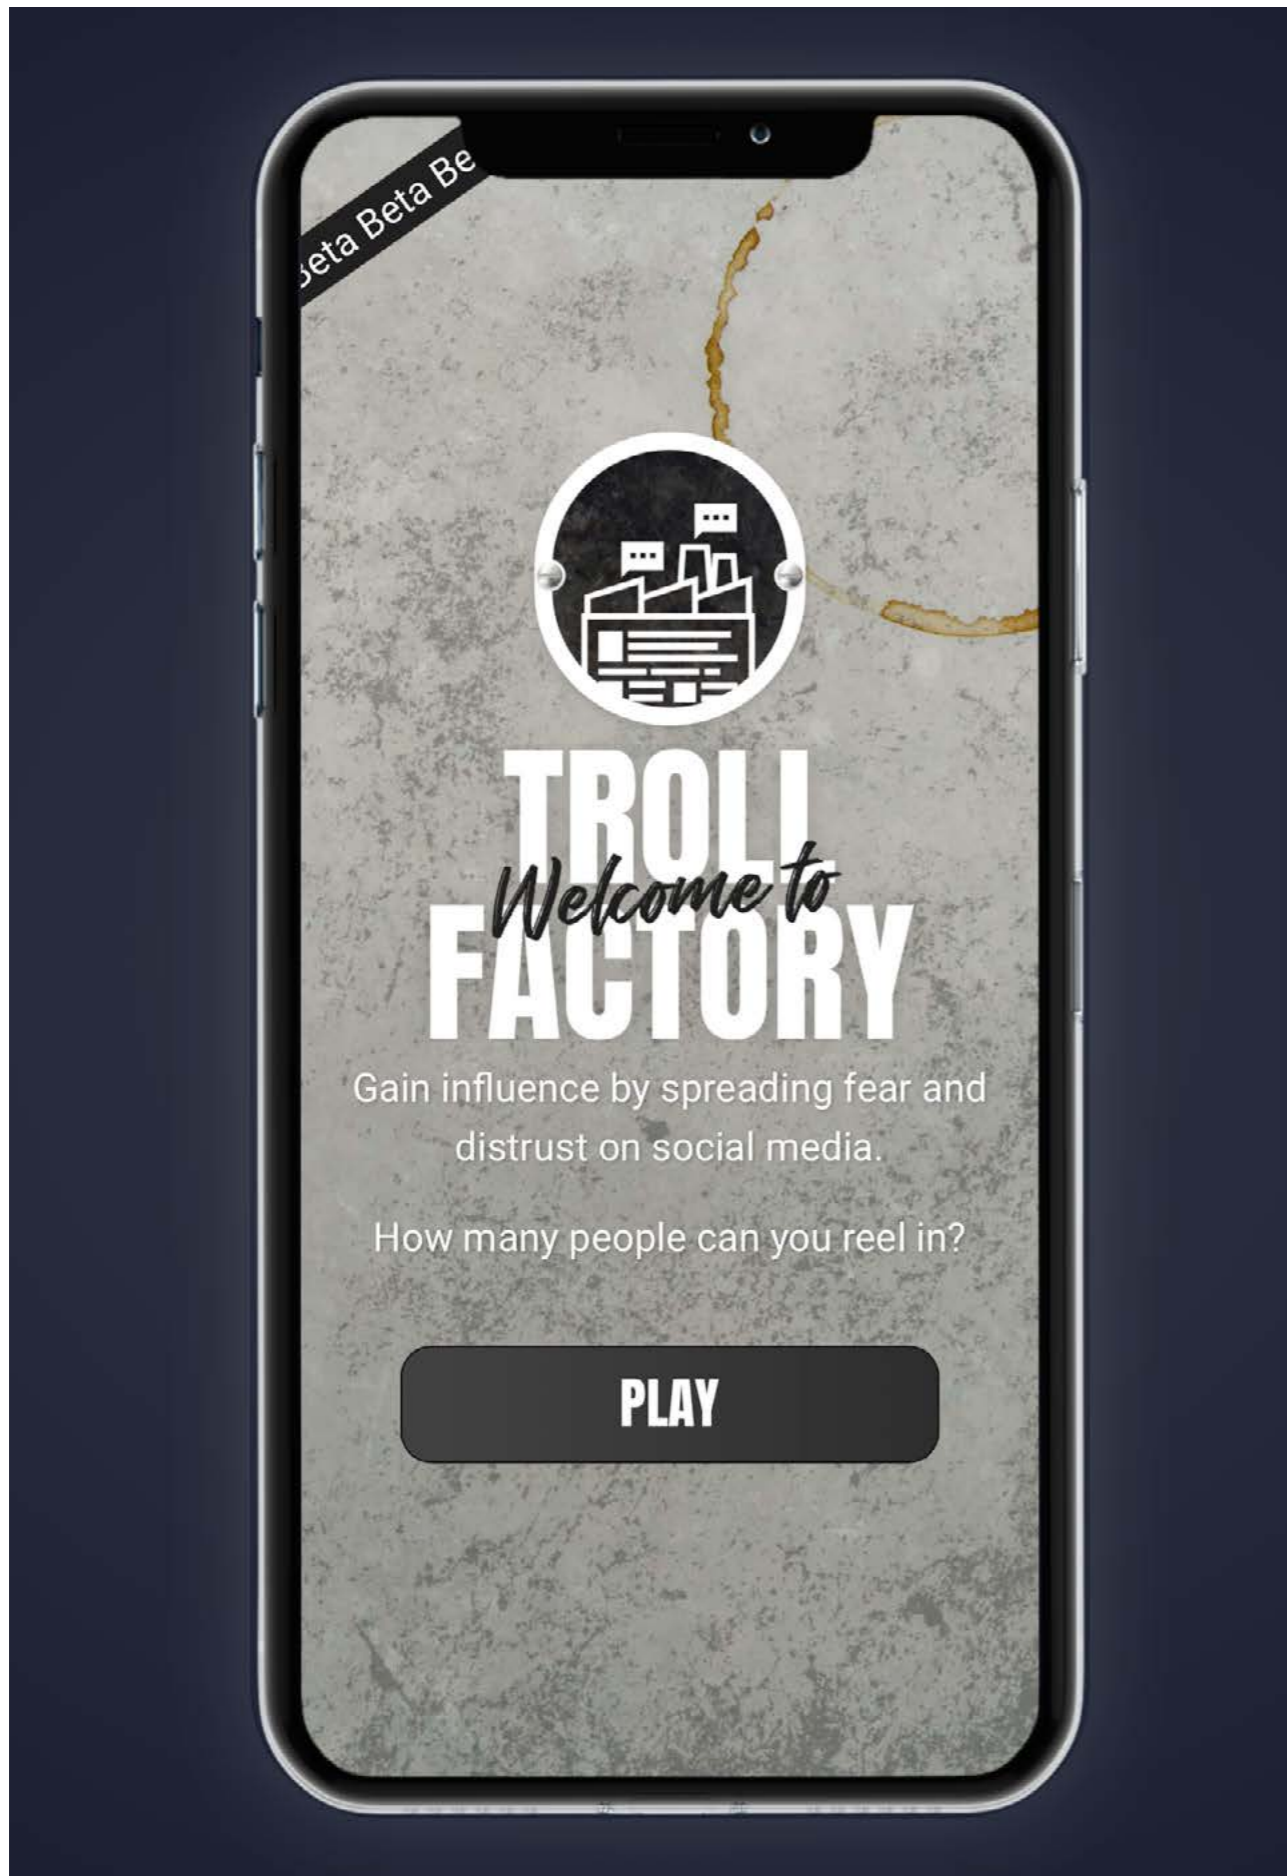 Beta Beta Be
TROLL
Welcome to
FACTORY
Gain influence by spreading fear and
distrust on social media.
How many people can you reel in?
PLAY